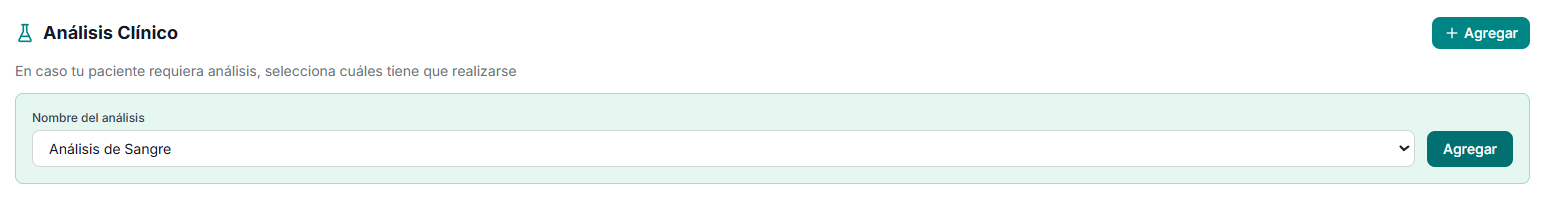 Análisis Clínico
+ Agregar
En caso tu paciente requiera análisis, selecciona cuáles tiene que realizarse
Nombre del análisis
Análisis de Sangre
Agregar